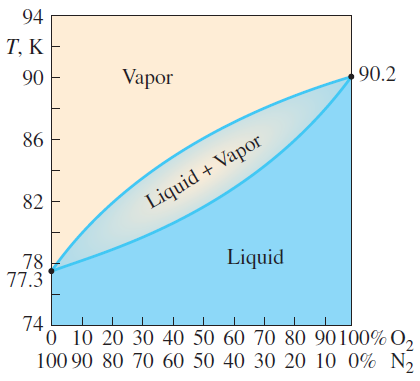 94
T, K
90
Vapor
90.2
86
Liquid + Vapor
82
78
77.3
Liquid
74
0 10 20 30 40 50 60 70 80 90 100% O₂
100 90 80 70 60 50 40 30 20 10 0% N₂